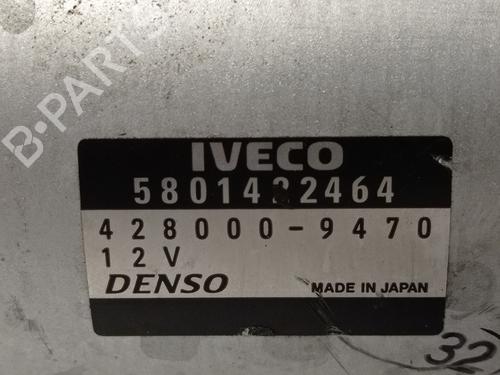 B-PARTS
IVECO
5801422464
428000-9470
12V
DENSO MADE IN JAPAN
32